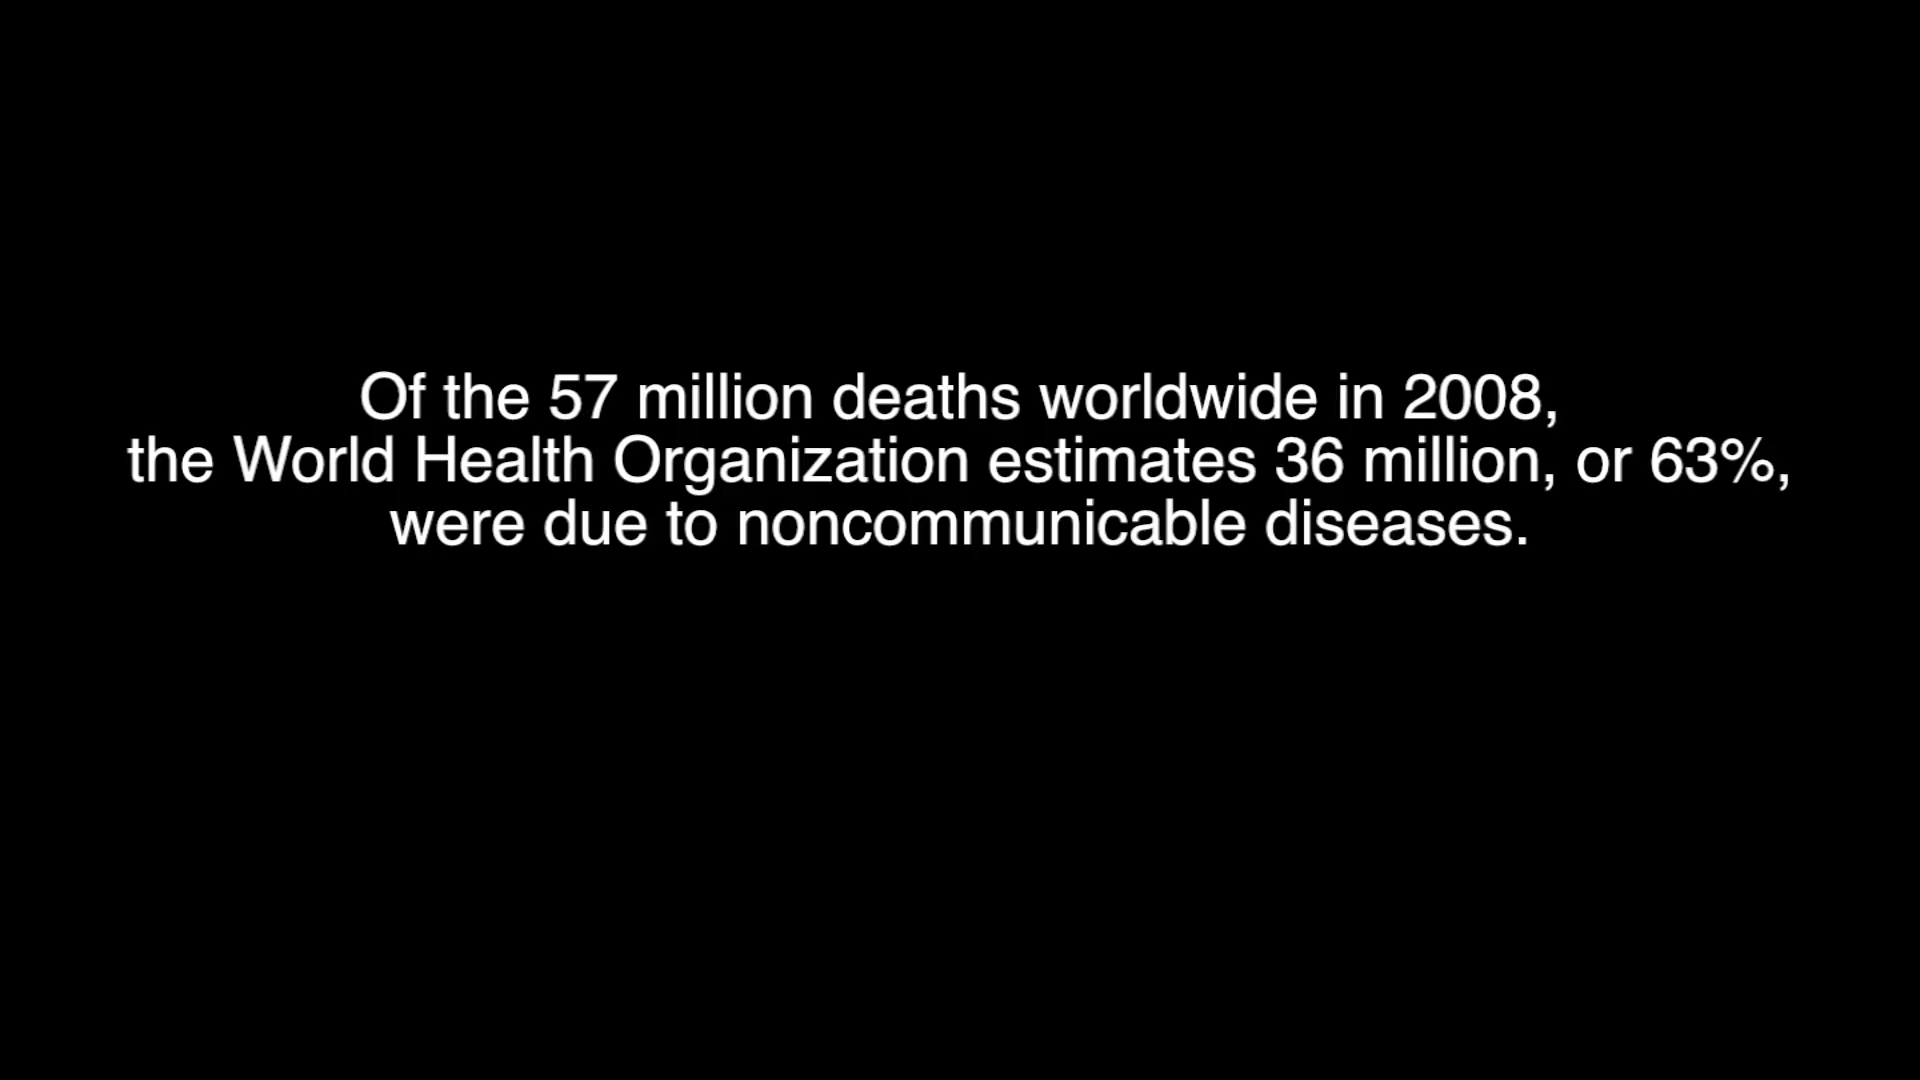 Of the 57 million deaths worldwide in 2008,
the World Health Organization estimates 36 million, or 63%,
were due to noncommunicable diseases.